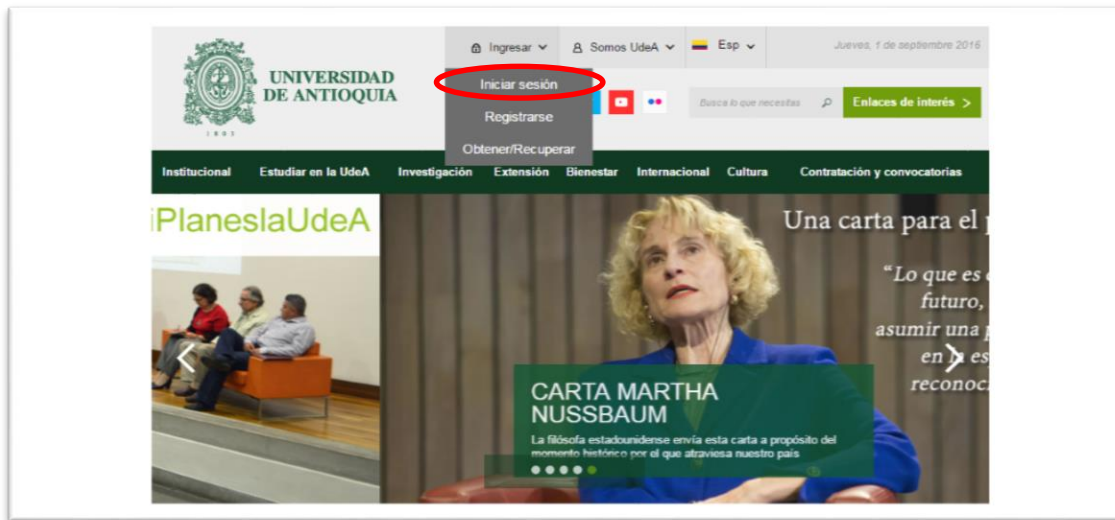 Ingresar
Somos UdeA
Esp
Jueves, 1 de septiembre 2016
UNIVERSIDAD
DE ANTIOQUIA
1803
Iniciar sesión
Registrarse
Obtener/Recuperar
Busca lo que necesitas
Enlaces de interés >
Institucional Estudiar en la UdeA Investigación Extensión Bienestar Internacional Cultura Contratación y convocatorias
iPlaneslaUdeA
Una carta para el
“Lo que es
futuro,
asumir una
en la es
reconoc
CARTA MARTHA
NUSSBAUM
La filósofa estadounidense envía esta carta a propósito del
momento histórico por el que atraviesa nuestro país